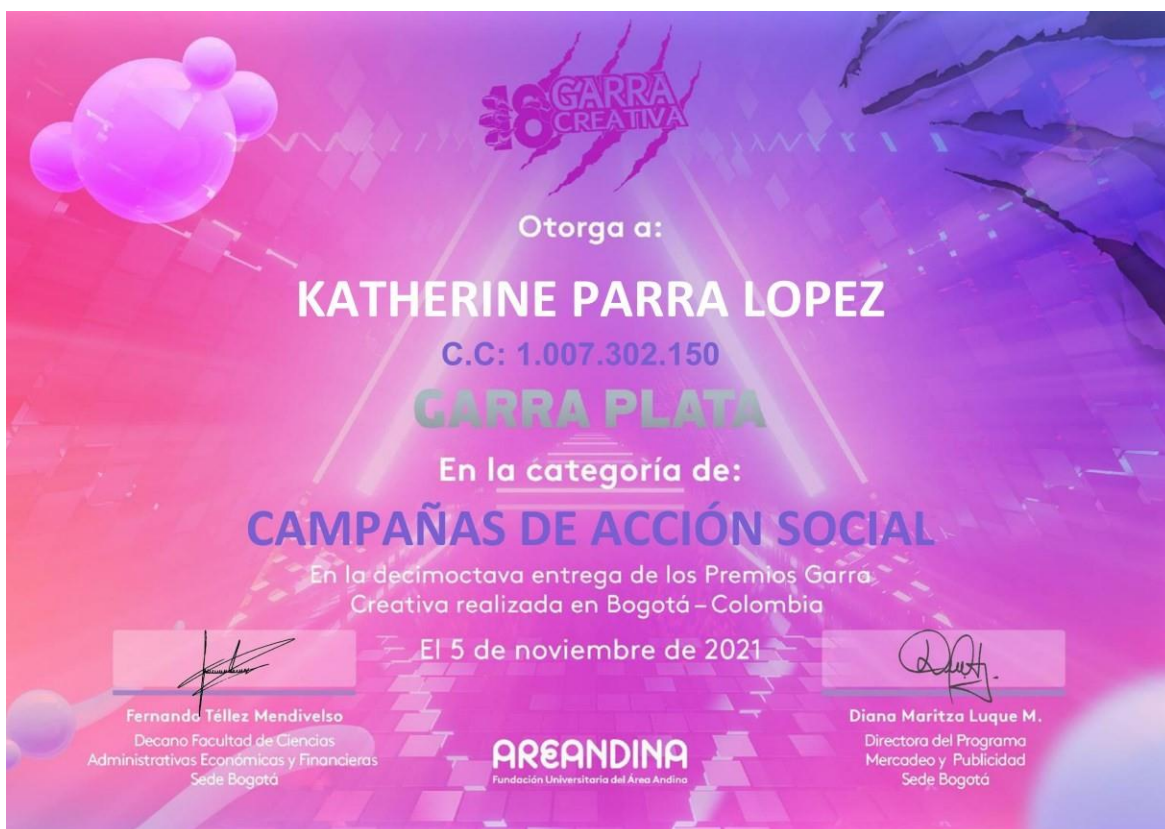 18 GARRA
CREATIVA
Otorga a:
KATHERINE PARRA LOPEZ
C.C: 1.007.302.150
GARRA PLATA
En la categoría de:
CAMPAÑAS DE ACCIÓN SOCIAL
En la decimoctava entrega de los Premios Garra
Creativa realizada en Bogotá – Colombia
El 5 de noviembre de 2021
Fernando Téllez Mendivelso
Decano Facultad de Ciencias
Administrativas Económicas y Financieras
Sede Bogotá
AREANDINA
Fundación Universitaria del Área Andina
Diana Maritza Luque M.
Directora del Programa
Mercadeo y Publicidad
Sede Bogotá